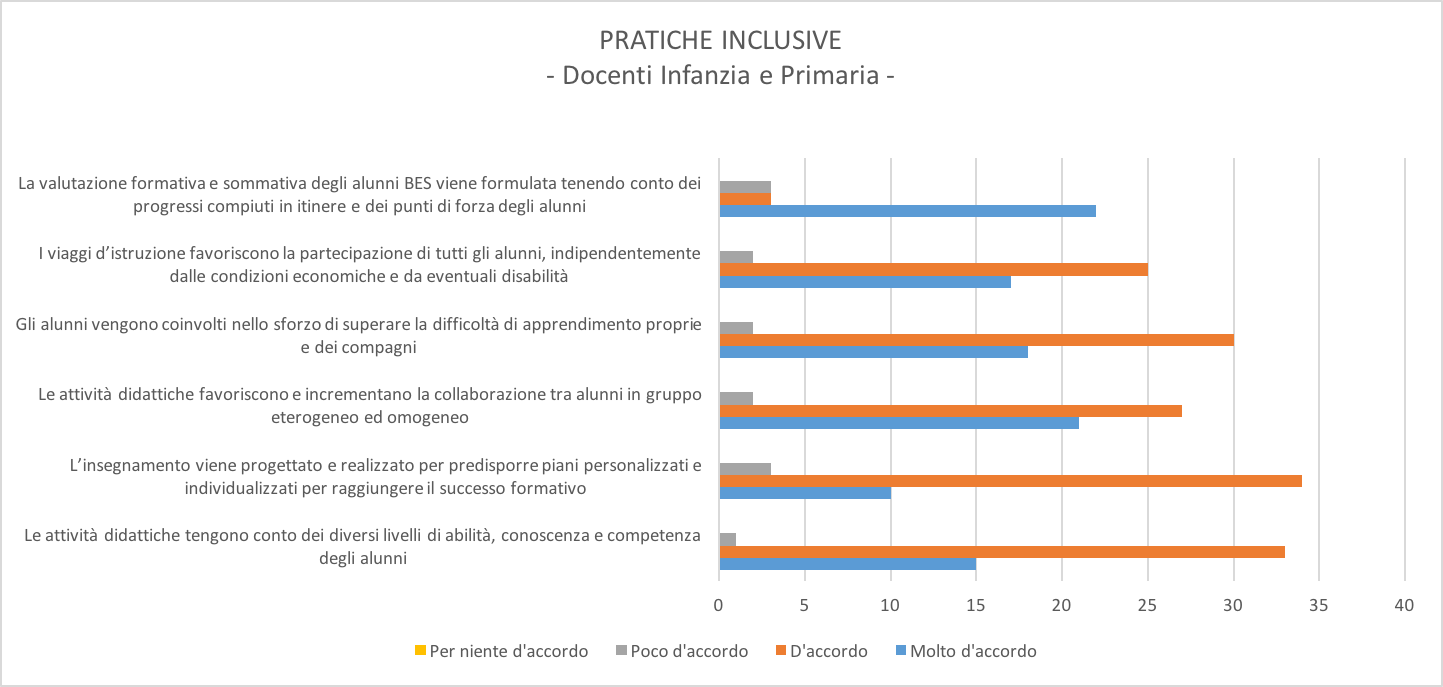 PRATICHE INCLUSIVE
- Docenti Infanzia e Primaria -
La valutazione formativa e sommativa degli alunni BES viene formulata tenendo conto dei
progressi compiuti in itinere e dei punti di forza degli alunni
I viaggi d’istruzione favoriscono la partecipazione di tutti gli alunni, indipendentemente
dalle condizioni economiche e da eventuali disabilità
Gli alunni vengono coinvolti nello sforzo di superare la difficoltà di apprendimento proprie
e dei compagni
Le attività didattiche favoriscono e incrementano la collaborazione tra alunni in gruppo
eterogeneo ed omogeneo
L’insegnamento viene progettato e realizzato per predisporre piani personalizzati e
individualizzati per raggiungere il successo formativo
Le attività didattiche tengono conto dei diversi livelli di abilità, conoscenza e competenza
degli alunni
0 5 10 15 20 25 30 35 40
Per niente d'accordo Poco d'accordo D'accordo Molto d'accordo